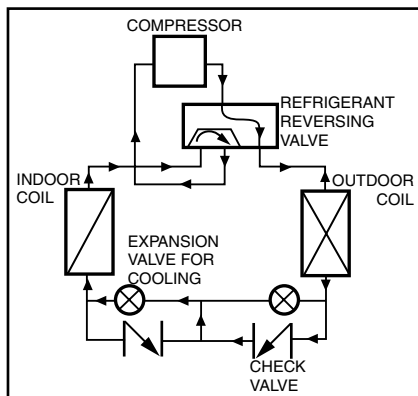 COMPRESSOR
REFRIGERANT
REVERSING
VALVE
INDOOR
COIL
OUTDOOR
COIL
EXPANSION
VALVE FOR
COOLING
CHECK
VALVE